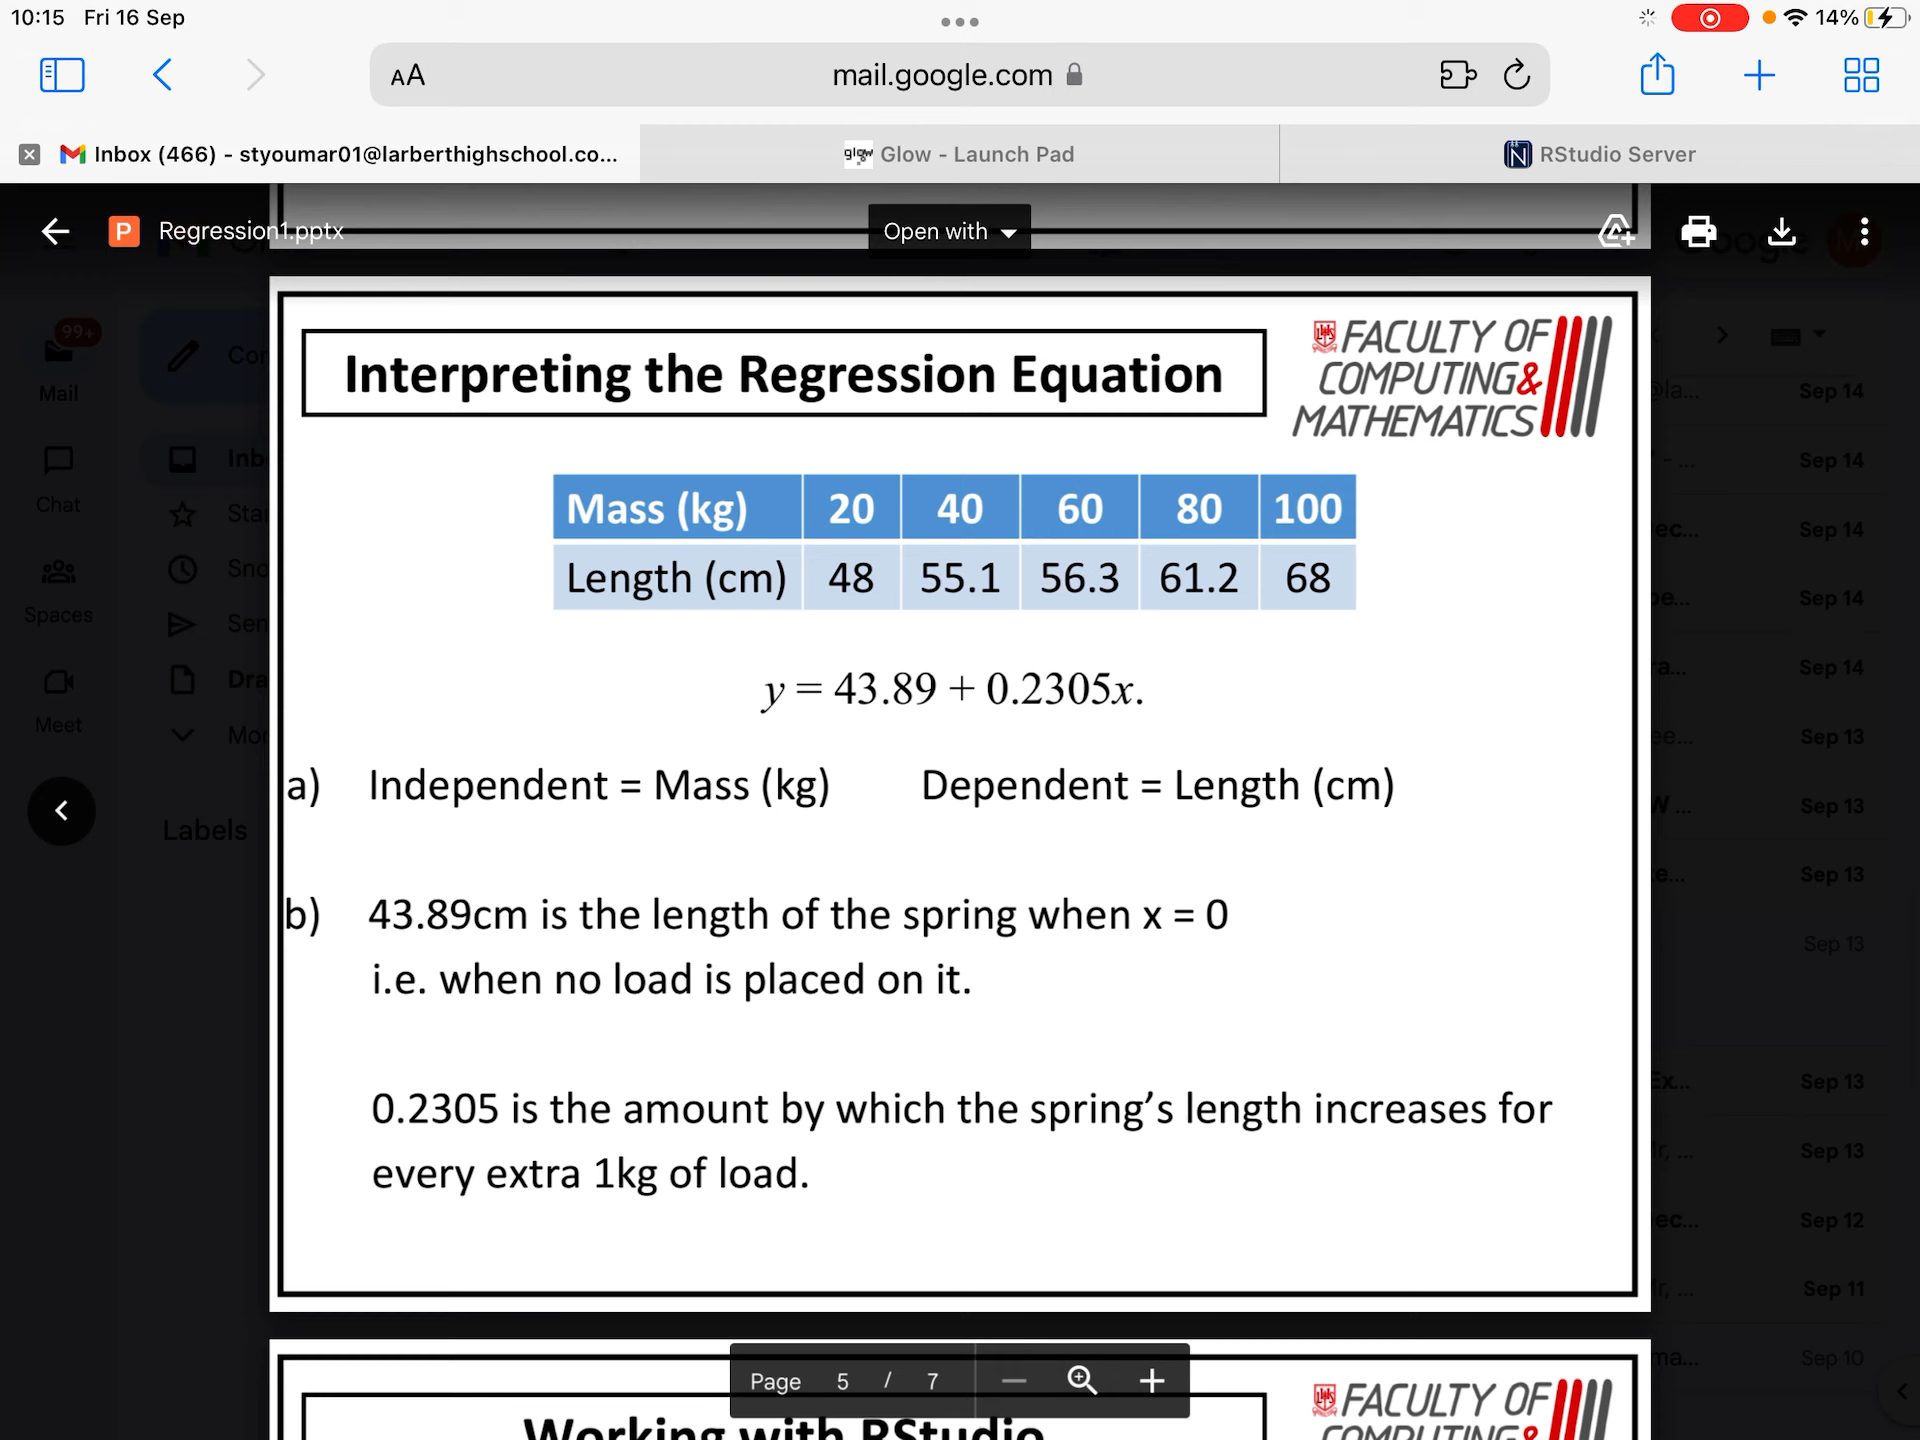 10:15 Fri 16 Sep
14%
AA mail.google.com
Inbox (466) - styoumar01@larberthighschool.co...
glow Glow - Launch Pad
N RStudio Server
P Regression1.pptx
Open with
Interpreting the Regression Equation
FACULTY OF
COMPUTING&
MATHEMATICS
Mass (kg) 20 40 60 80 100
Length (cm) 48 55.1 56.3 61.2 68
y = 43.89 + 0.2305x.
a) Independent = Mass (kg) Dependent = Length (cm)
b) 43.89cm is the length of the spring when x = 0
i.e. when no load is placed on it.
0.2305 is the amount by which the spring’s length increases for
every extra 1kg of load.
Page 5 / 7
Working with RStudio
FACULTY OF
COMPUTING&
99+
Mail
Chat
Spaces
Meet
Labels
Sep 14
Sep 14
Sep 14
Sep 14
Sep 14
Sep 13
Sep 13
Sep 13
Sep 13
Sep 13
Sep 13
Sep 12
Sep 11
Sep 10